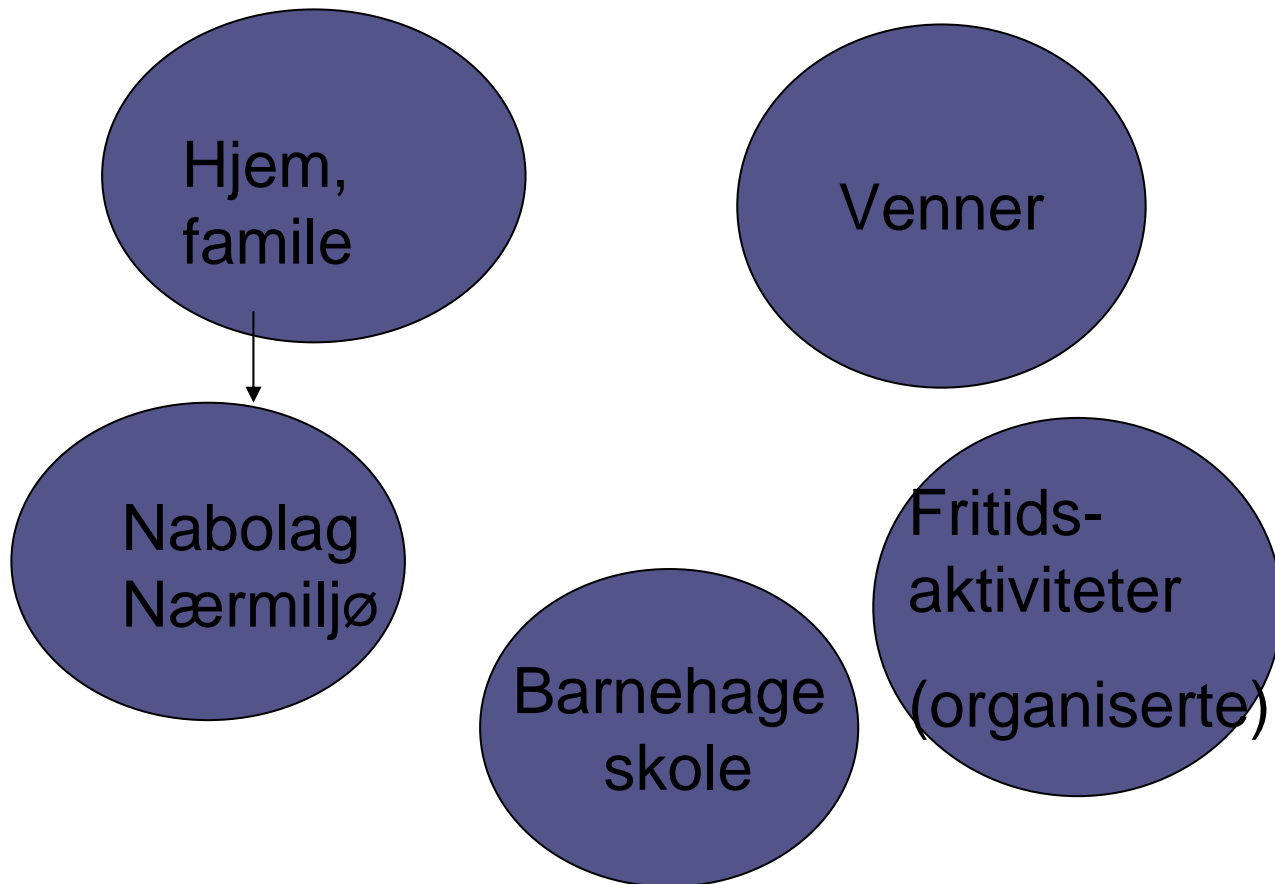 Hjem,
famile
Venner
Nabolag
Nærmiljø
Fritids-
aktiviteter
(organiserte)
Barnehage
skole